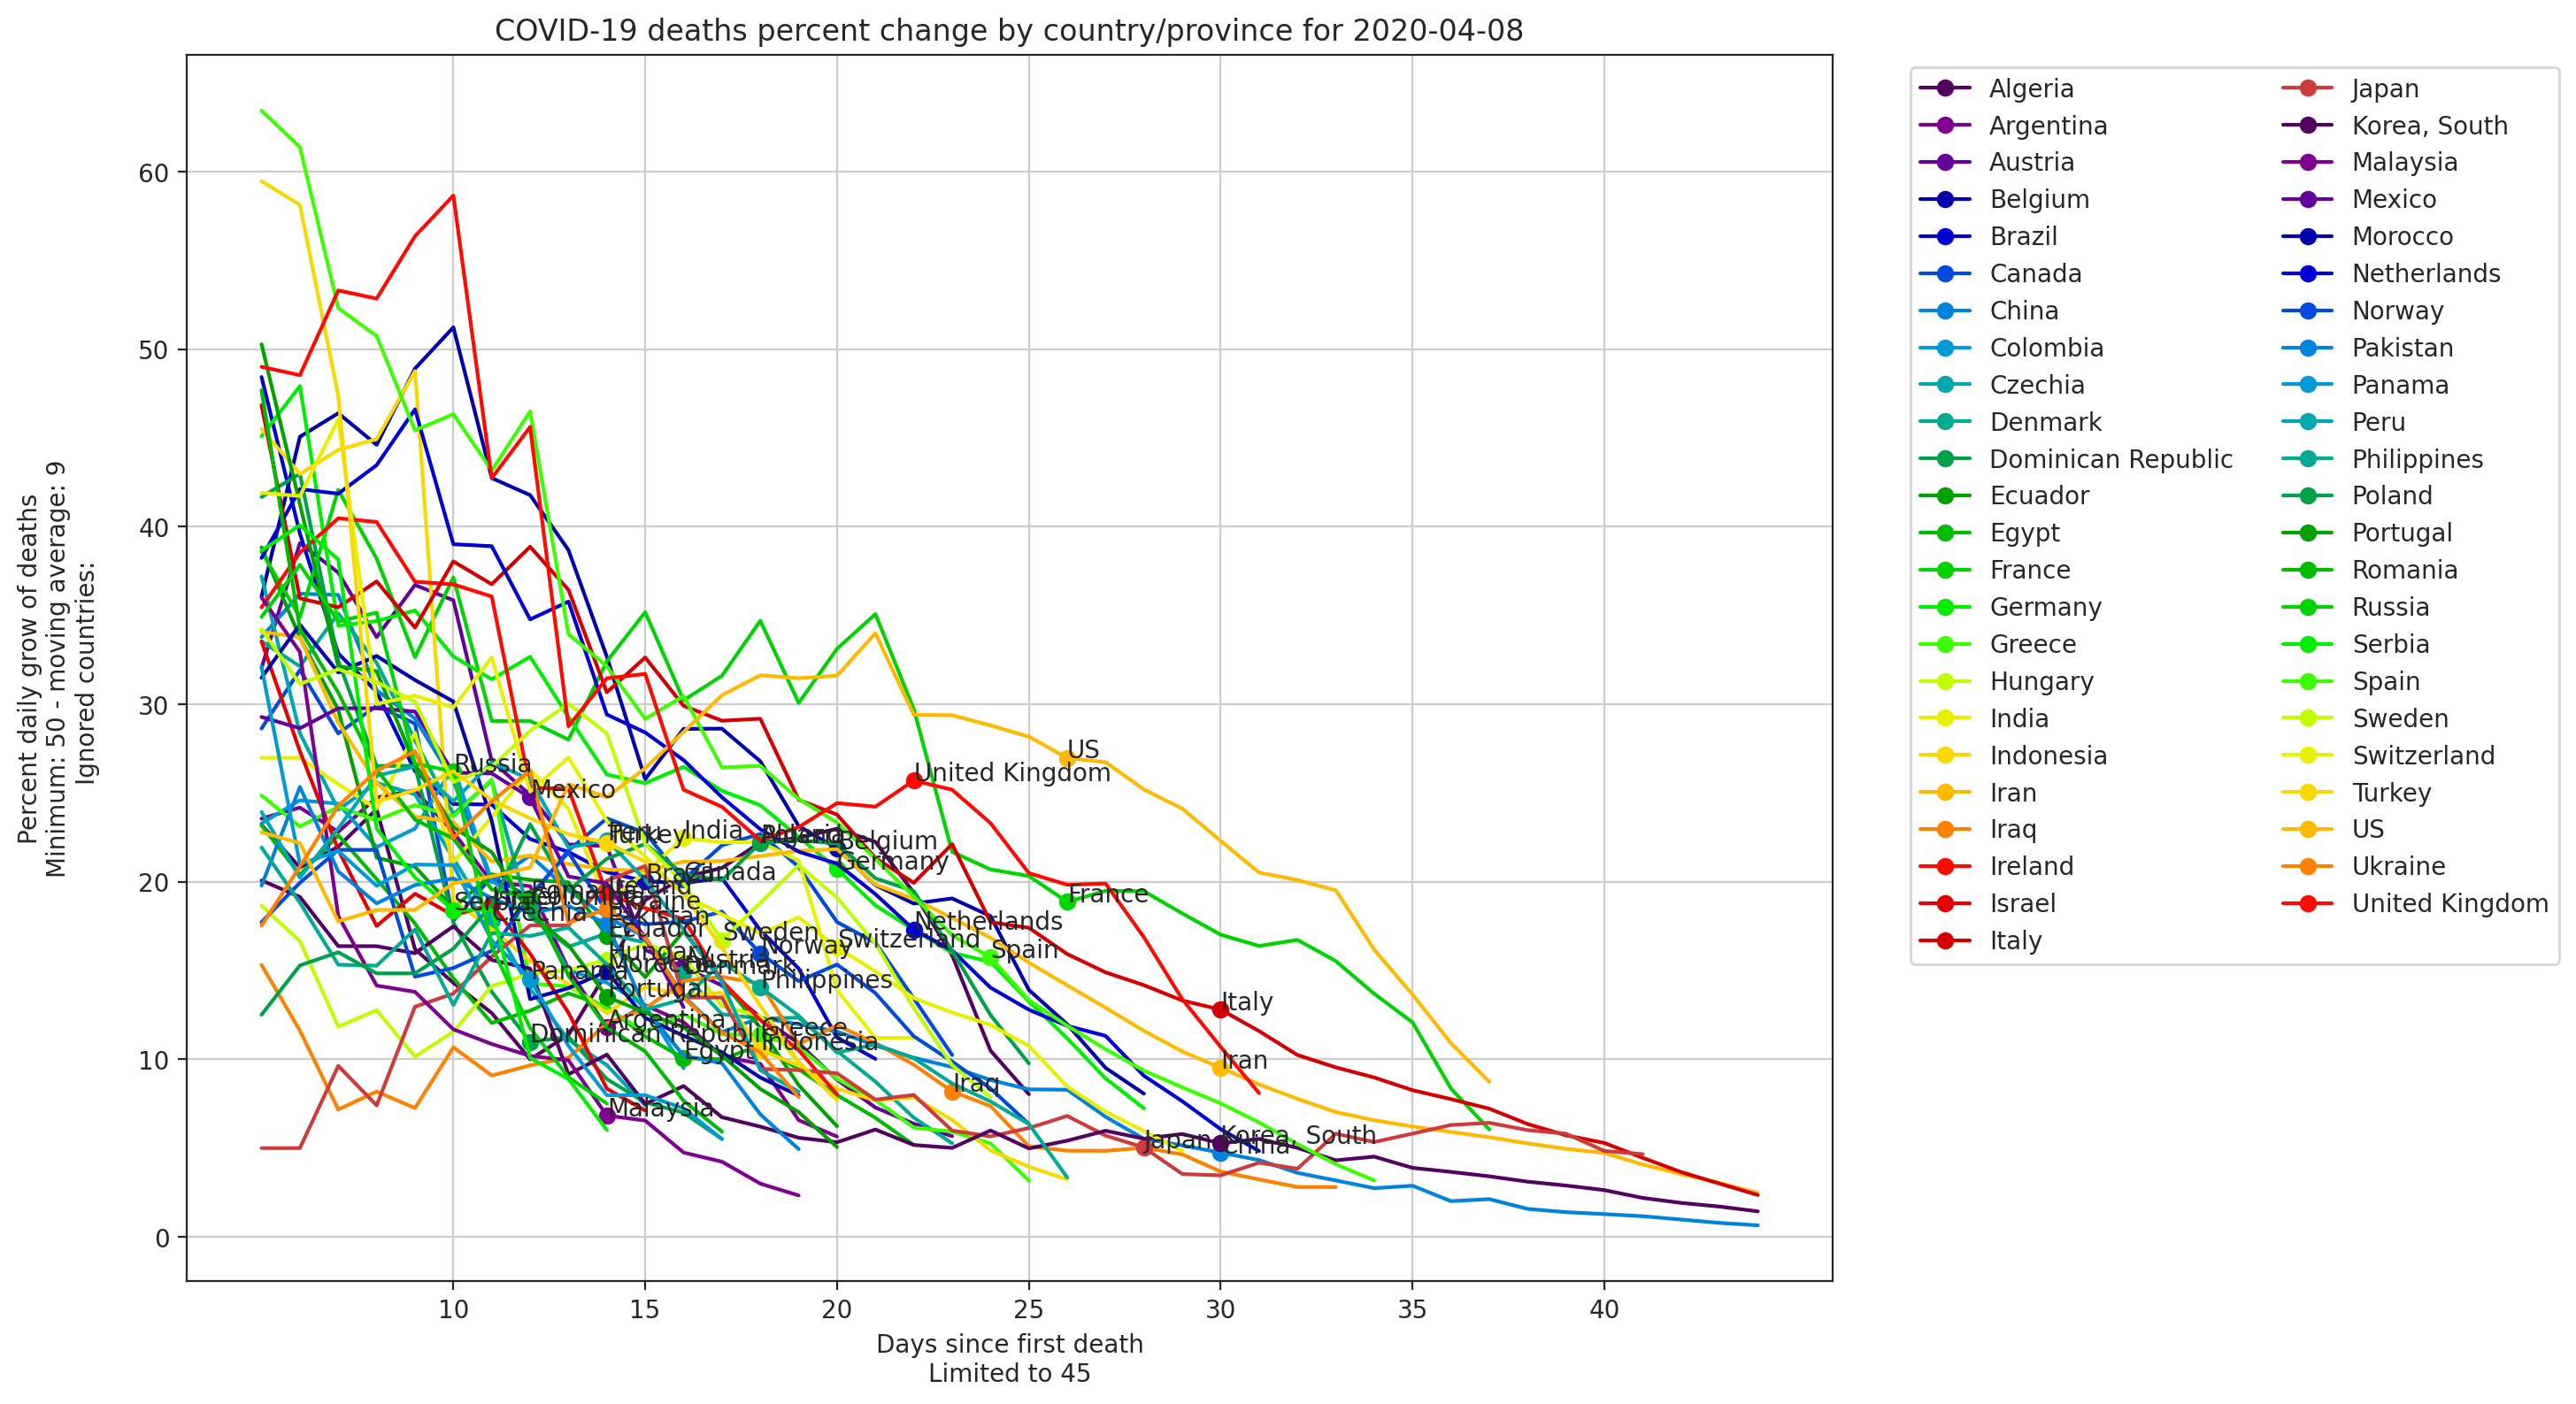 COVID-19 deaths percent change by country/province for 2020-04-08
Percent daily grow of deaths
Minimum: 50 - moving average: 9
Ignored countries:
60
50
40
30
20
10
0
10
15
20
25
30
35
40
Days since first death
Limited to 45
US
United Kingdom
Russia
Mexico
Turkey
India
Belgium
Germany
Canada
Brazil
France
Netherlands
Switzerland
Sweden
Norway
Spain
Ecuador
Hungary
Czechia
Panama
Austria
Denmark
Morocco
Philippines
Portugal
Argentina
Dominican Republic
Greece
Indonesia
Egypt
Italy
Iran
Iraq
Malaysia
Japan
Korea, South
China
Algeria
Argentina
Austria
Belgium
Brazil
Canada
China
Colombia
Czechia
Denmark
Dominican Republic
Ecuador
Egypt
France
Germany
Greece
Hungary
India
Indonesia
Iran
Iraq
Ireland
Israel
Italy
Japan
Korea, South
Malaysia
Mexico
Morocco
Netherlands
Norway
Pakistan
Panama
Peru
Philippines
Poland
Portugal
Romania
Russia
Serbia
Spain
Sweden
Switzerland
Turkey
US
Ukraine
United Kingdom